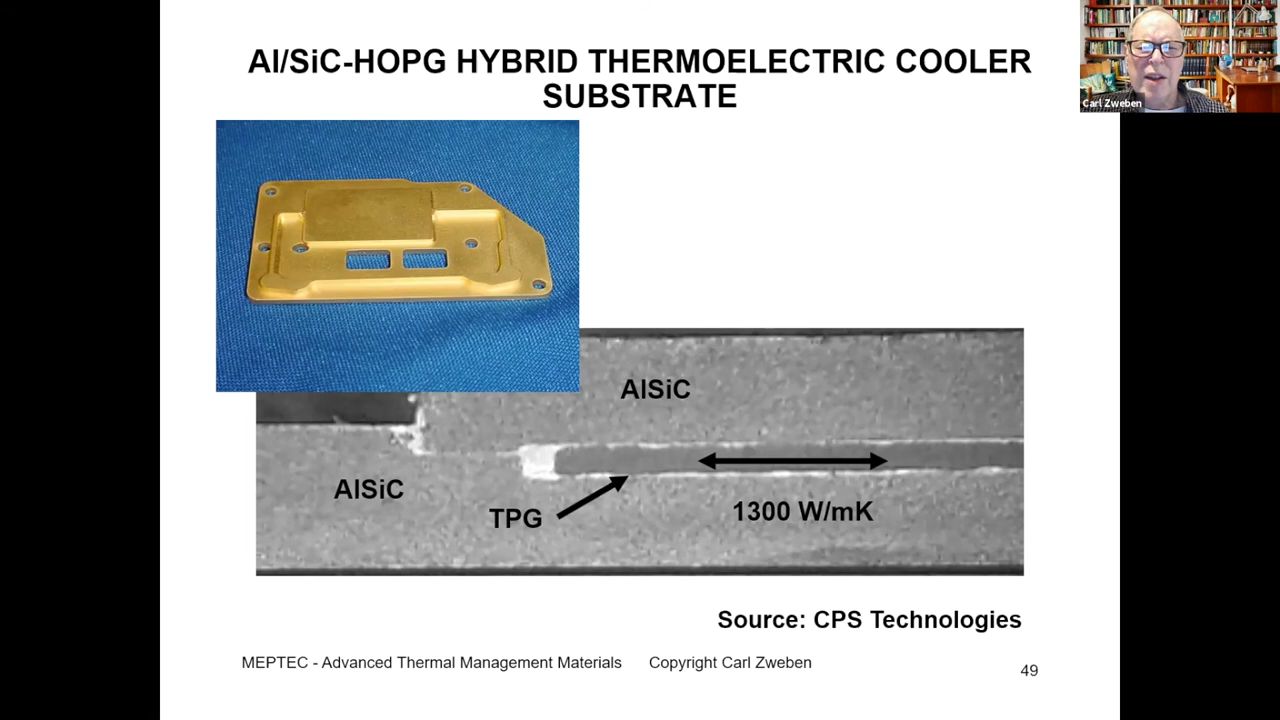 Al/SiC-HOPG HYBRID THERMOELECTRIC COOLER
SUBSTRATE
Carl Zweben
AlSiC
AlSiC
TPG
1300 W/mK
Source: CPS Technologies
MEPTEC - Advanced Thermal Management Materials Copyright Carl Zweben
49